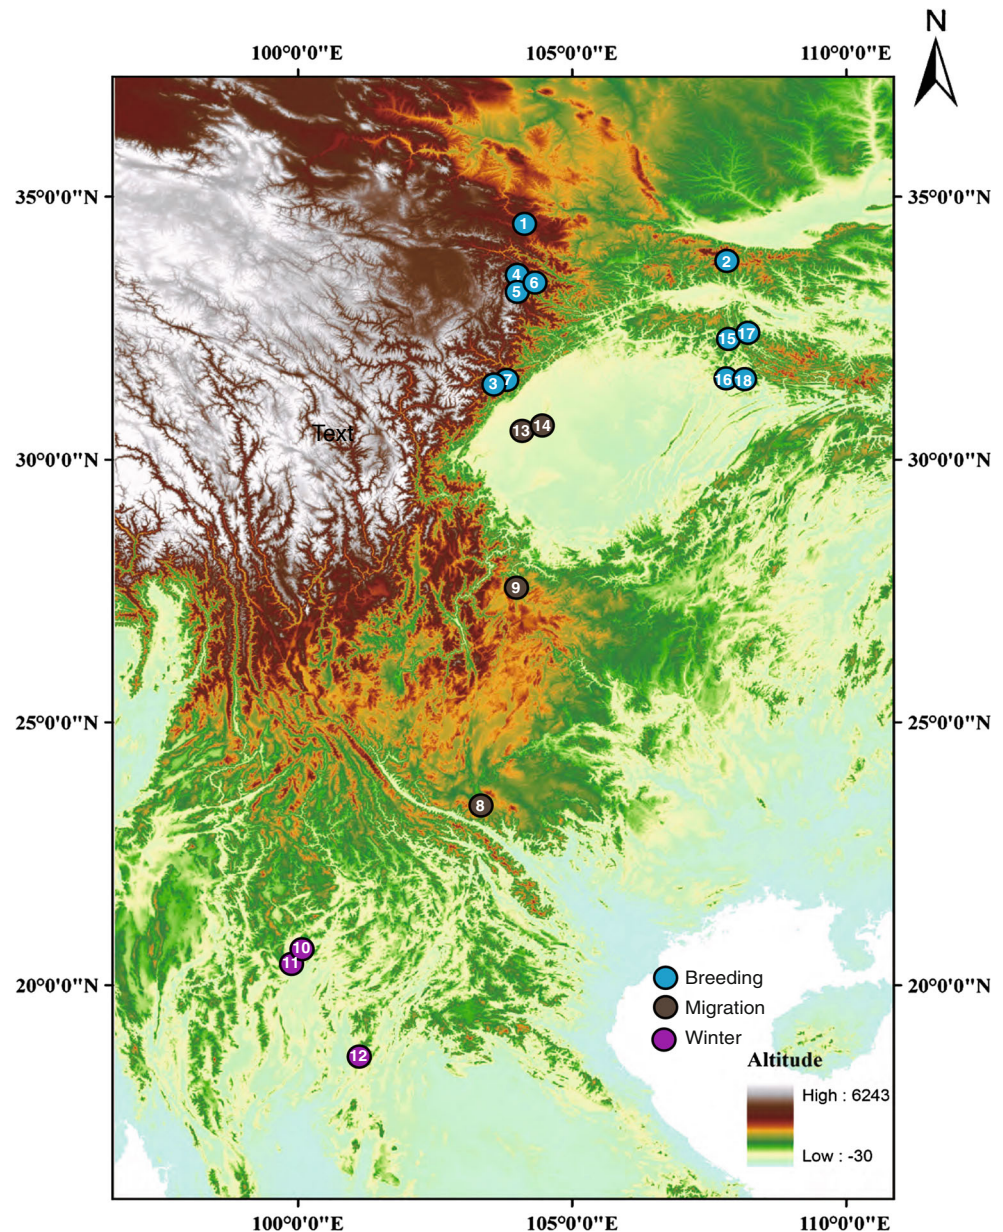 N
100°0'0"E 105°0'0"E 110°0'0"E
35°0'0"N 35°0'0"N
1
2
4
6
5
17
15
7
3
16 18
14
13
Text
30°0'0"N 30°0'0"N
9
25°0'0"N 25°0'0"N
8
10
11
20°0'0"N 20°0'0"N
Breeding
Migration
Winter
12
Altitude
High : 6243
Low : -30
100°0'0"E 105°0'0"E 110°0'0"E